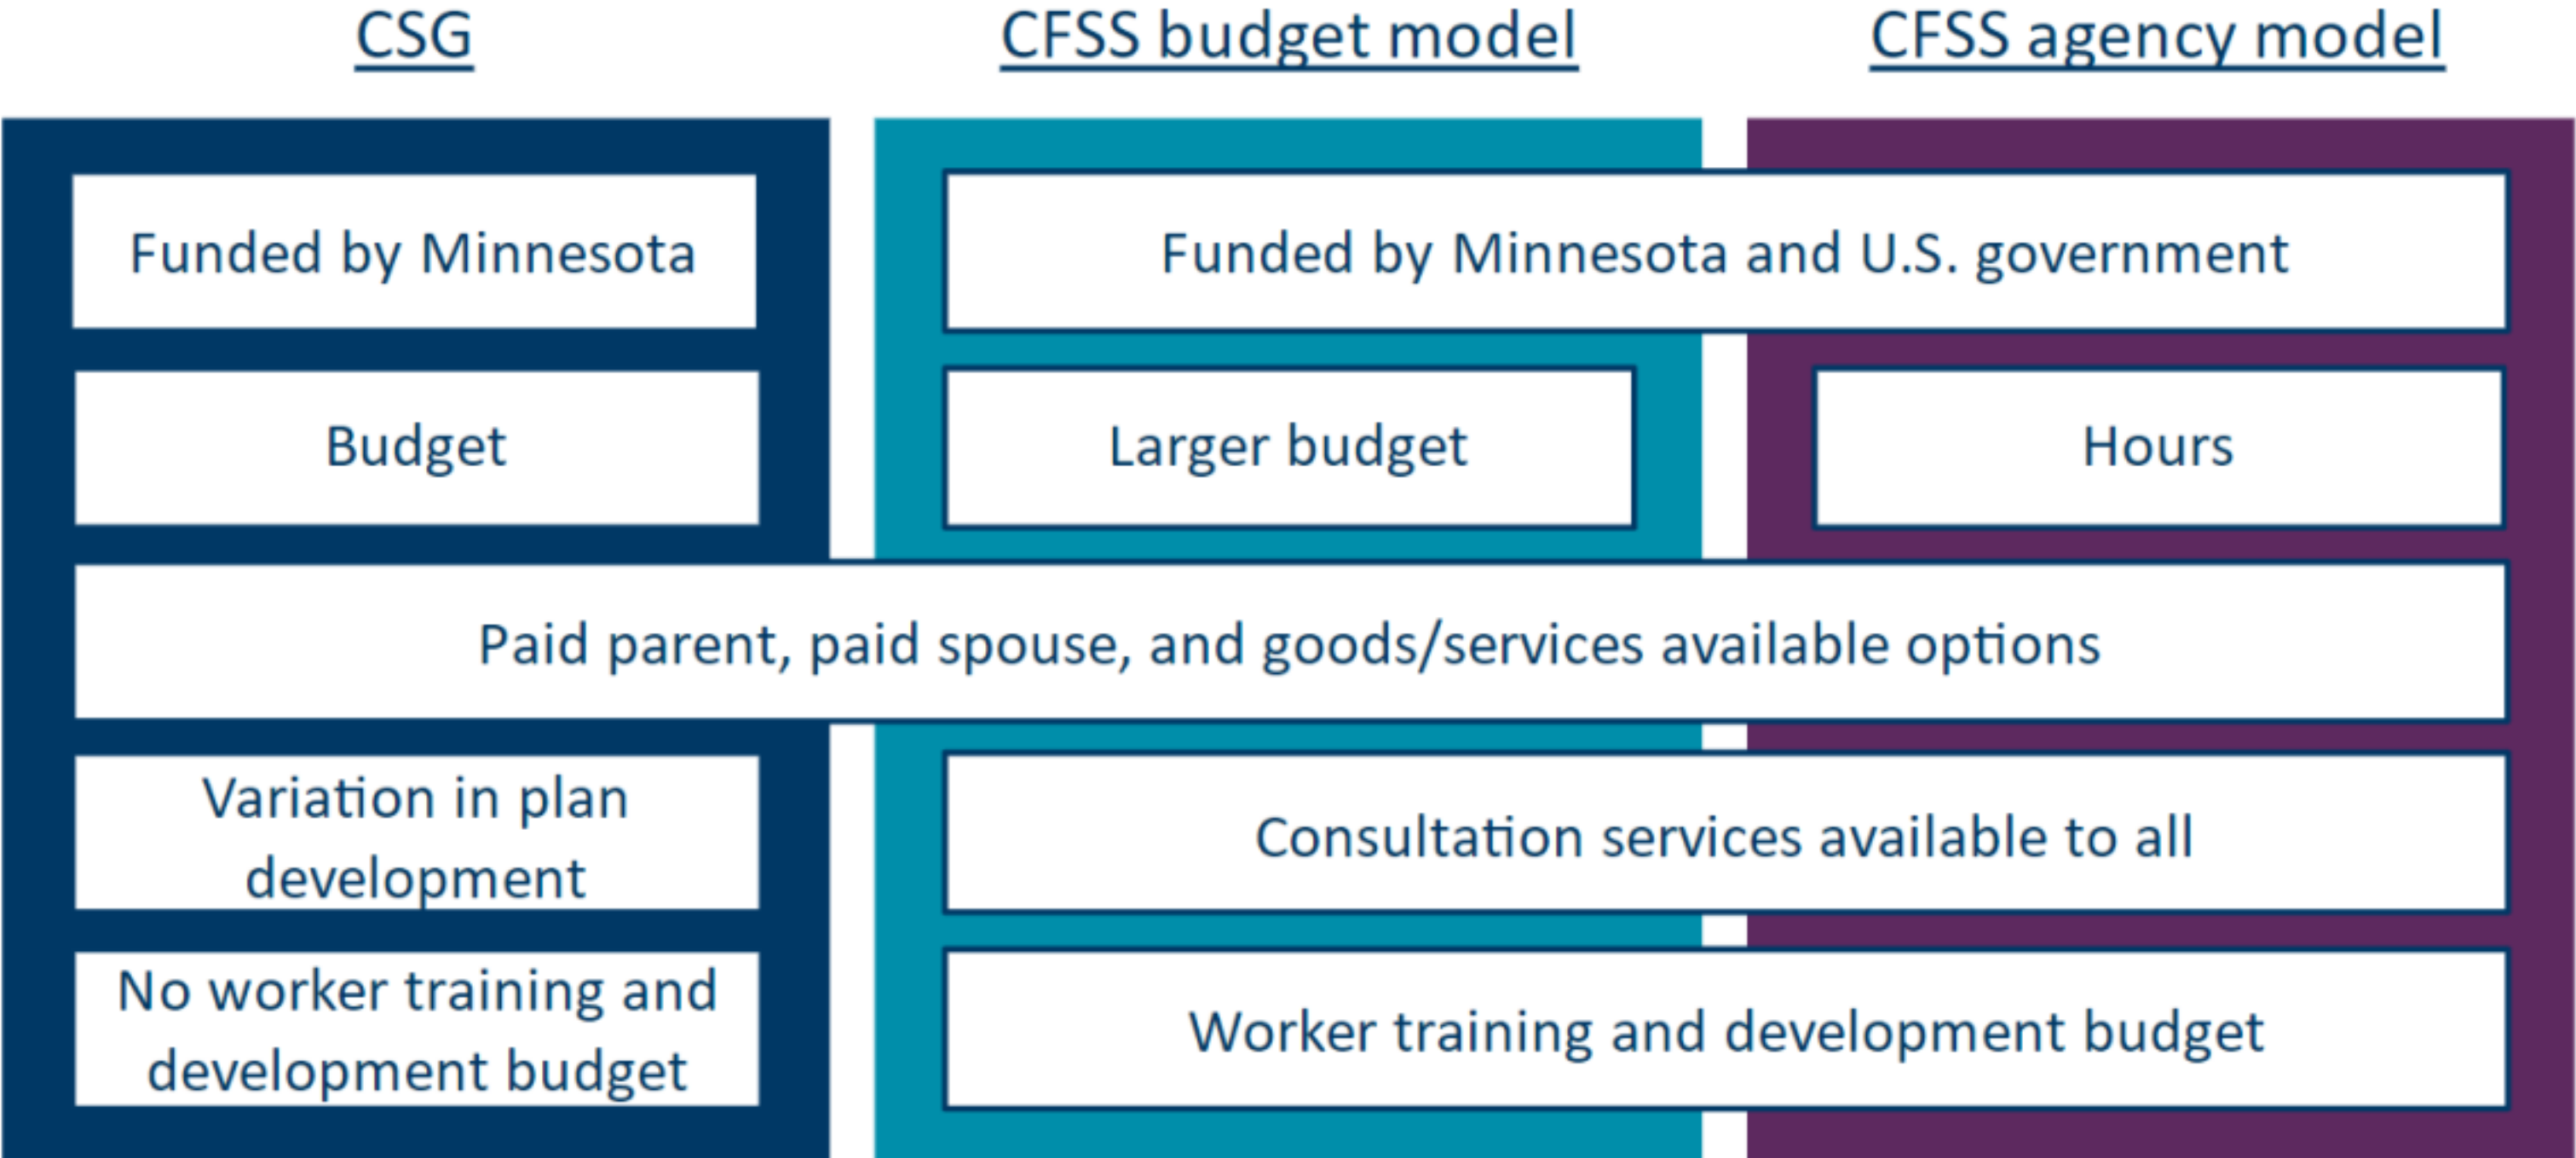 CSG
CFSS budget model
CFSS agency model
Funded by Minnesota
Funded by Minnesota and U.S. government
Budget
Larger budget
Hours
Paid parent, paid spouse, and goods/services available options
Variation in plan
development
Consultation services available to all
No worker training and
development budget
Worker training and development budget